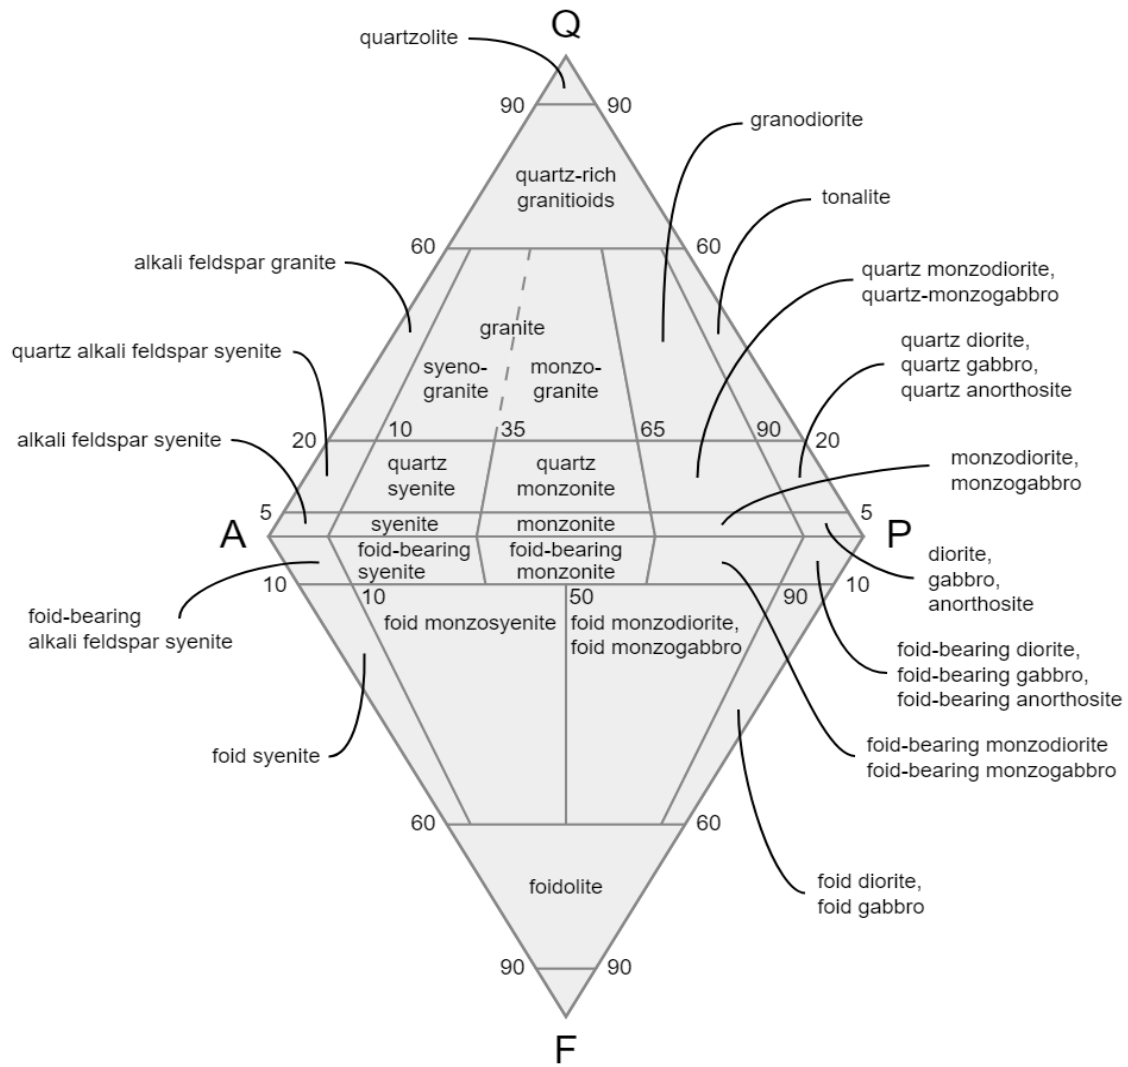 Q
quartzolite
90
90
granodiorite
quartz-rich
granitioids
tonalite
60
60
alkali feldspar granite
quartz monzodiorite,
quartz-monzogabbro
granite
quartz alkali feldspar syenite
quartz diorite,
quartz gabbro,
quartz anorthosite
syeno-
granite
monzo-
granite
alkali feldspar syenite
20
10
35
65
90
20
quartz
syenite
quartz
monzonite
monzodiorite,
monzogabbro
5
5
syenite
monzonite
A
P
foid-bearing
syenite
foid-bearing
monzonite
diorite,
gabbro,
anorthosite
10
10
50
90
10
foid-bearing
alkali feldspar syenite
foid monzosyenite
foid monzodiorite,
foid monzogabbro
foid-bearing diorite,
foid-bearing gabbro,
foid-bearing anorthosite
foid syenite
foid-bearing monzodiorite
foid-bearing monzogabbro
60
60
foidolite
foid diorite,
foid gabbro
90
90
F